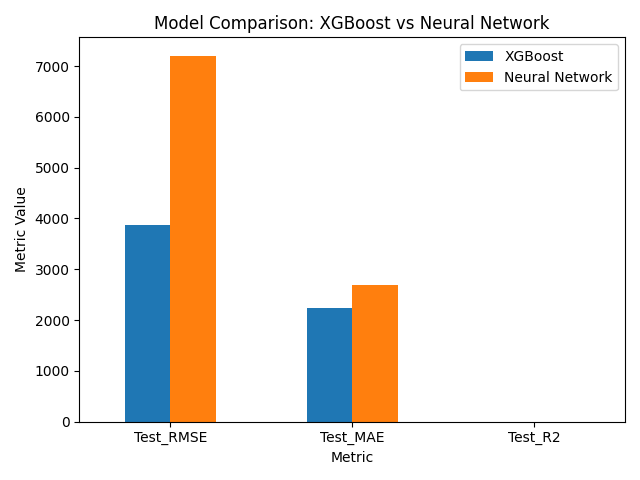 Model Comparison: XGBoost vs Neural Network
XGBoost
Neural Network
Metric Value
7000
6000
5000
4000
3000
2000
1000
0
Test_RMSE
Test_MAE
Test_R2
Metric